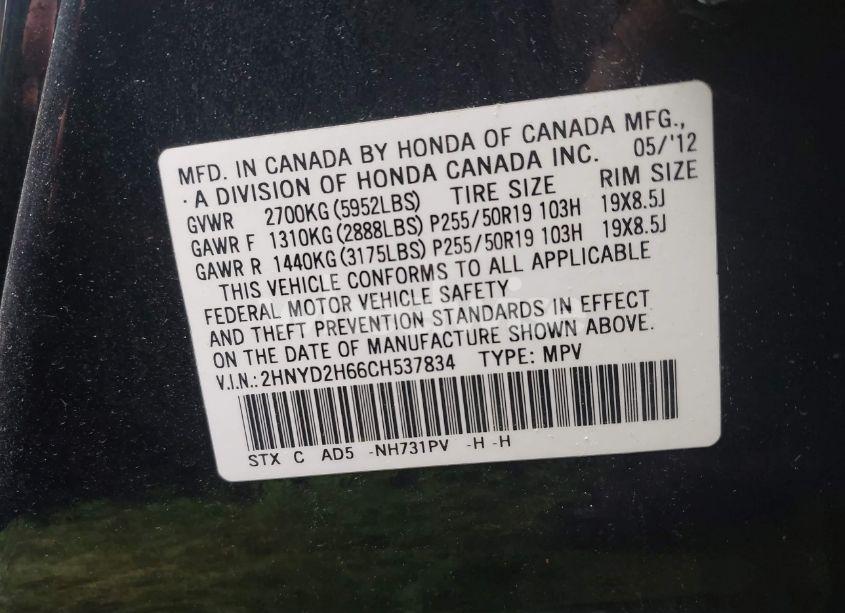 MFD. IN CANADA BY HONDA OF CANADA MFG.,
· A DIVISION OF HONDA CANADA INC. 05/'12
GVWR 2700KG (5952LBS) TIRE SIZE RIM SIZE
GAWR F 1310KG (2888LBS) P255/50R19 103H 19X8.5J
GAWR R 1440KG (3175LBS) P255/50R19 103H 19X8.5J
THIS VEHICLE CONFORMS TO ALL APPLICABLE
FEDERAL MOTOR VEHICLE SAFETY
AND THEFT PREVENTION STANDARDS IN EFFECT
ON THE DATE OF MANUFACTURE SHOWN ABOVE.
V.I.N.: 2HNYD2H66CH537834 TYPE: MPV
STX C AD5 -NH731PV -H -H